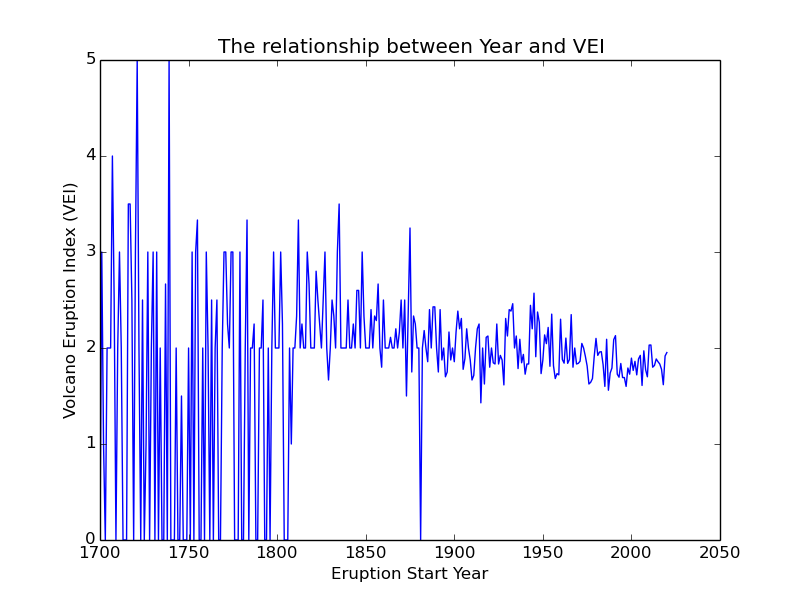 The relationship between Year and VEI
Volcano Eruption Index (VEI)
5
4
3
2
1
0
1700 1750 1800 1850 1900 1950 2000 2050
Eruption Start Year